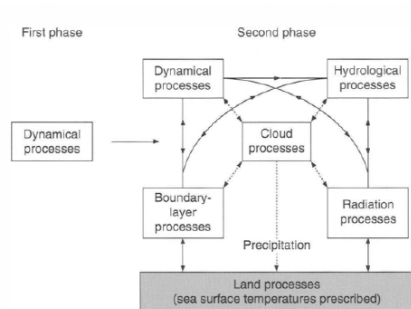 First phase
Second phase
Dynamical
processes
Hydrological
processes
Dynamical
processes
Cloud
processes
Boundary-
layer
processes
Radiation
processes
Precipitation
Land processes
(sea surface temperatures prescribed)